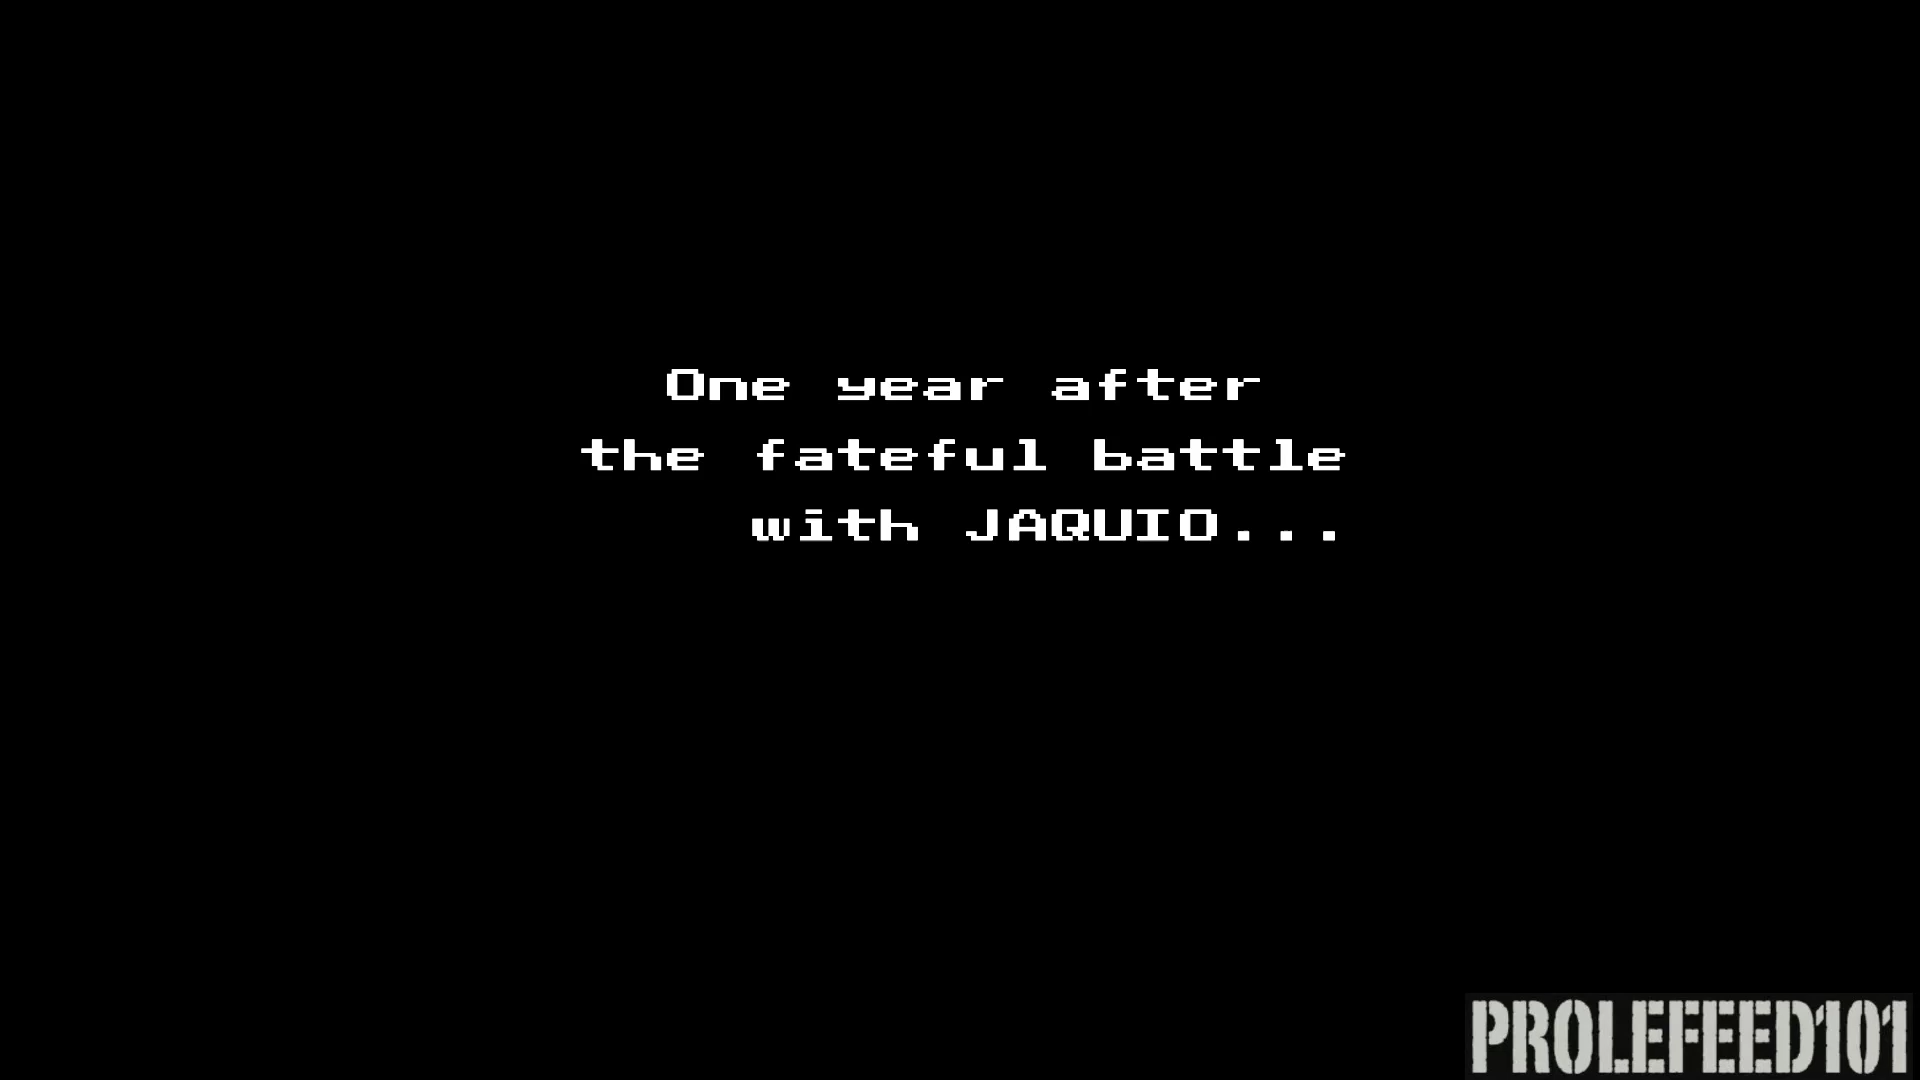 One year after
the fateful battle
with JAQUIO...
PROLEFEED101